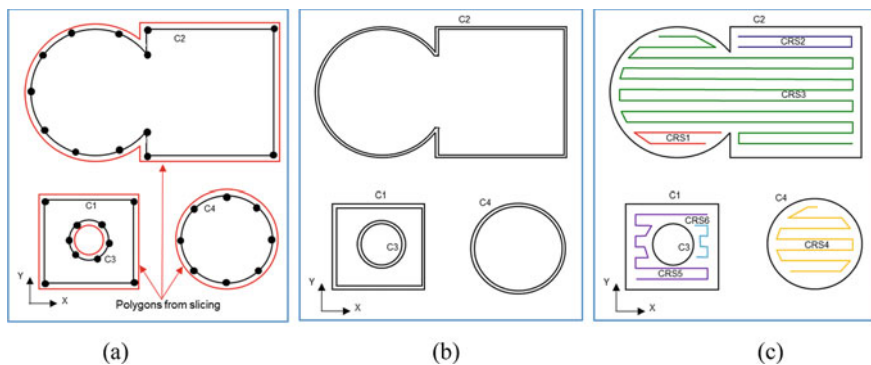 C2
C1
C3
C4
Y
X
Polygons from slicing
(a)
C2
C1
C3
C4
Y
X
(b)
C2
CRS2
CRS3
CRS1
C1
CRS6
C3
CRS5
C4
CRS4
Y
X
(c)